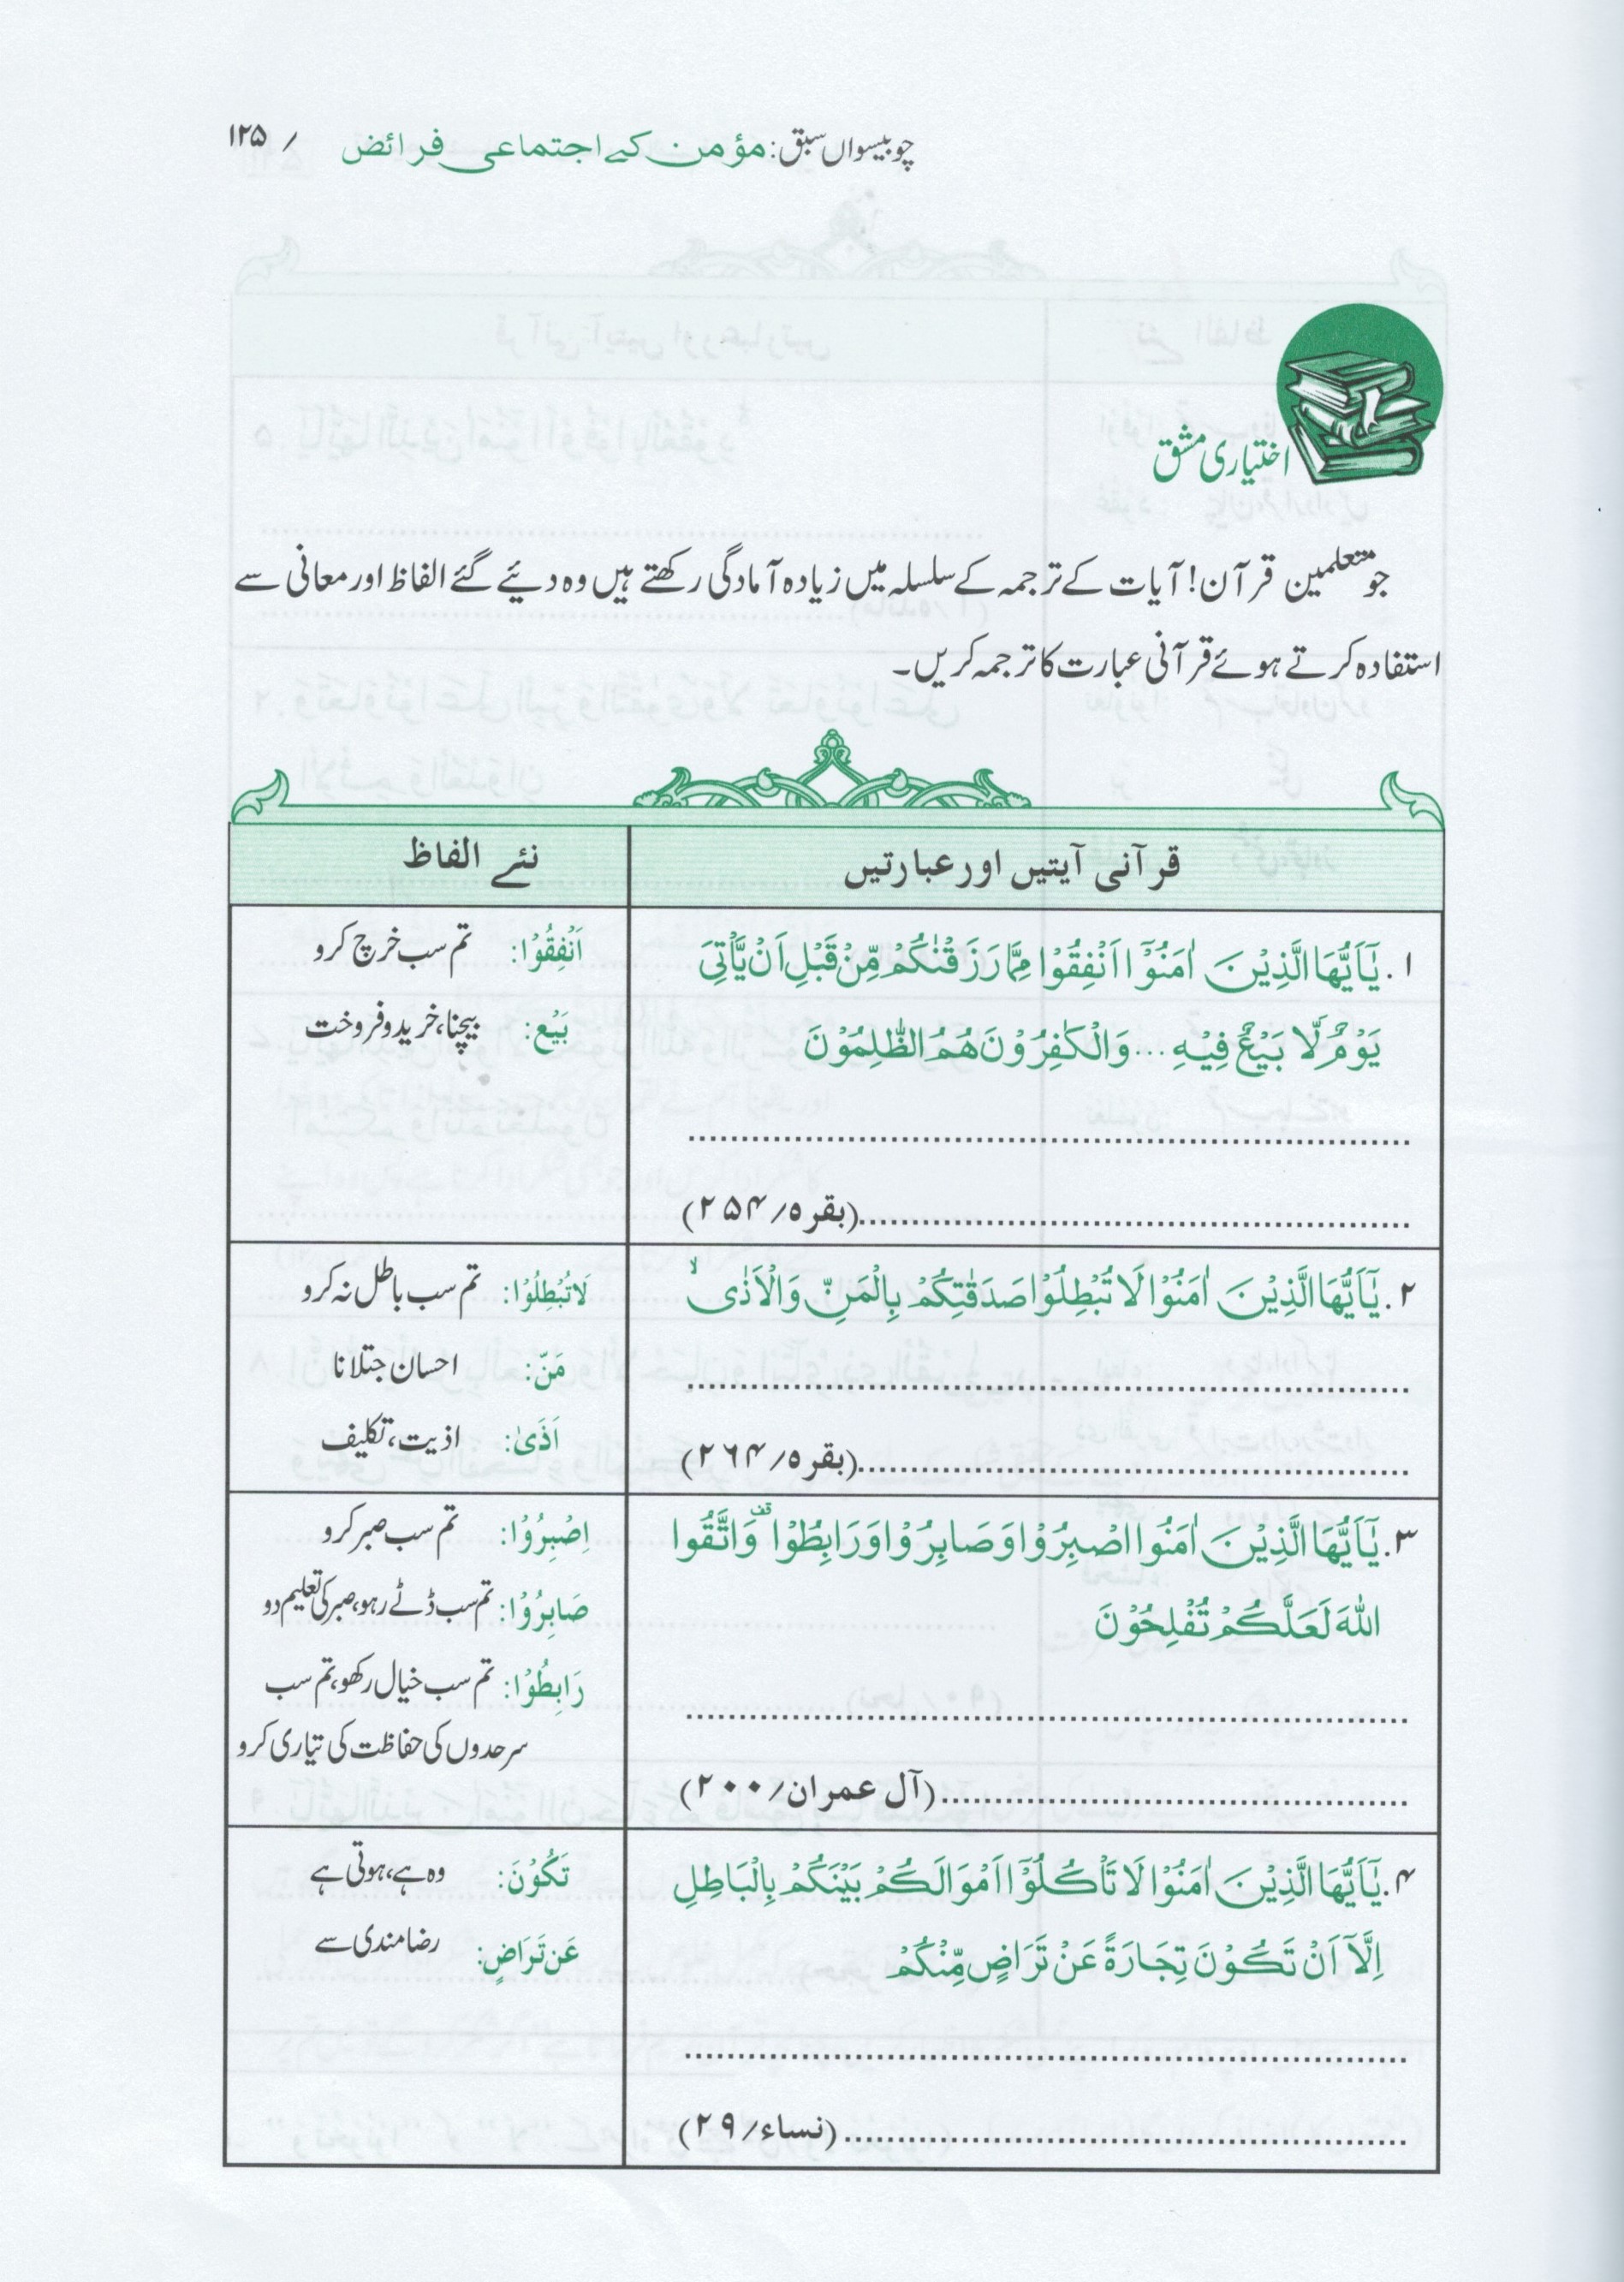 چوبیسواں سبق: مؤمن کے اجتماعی فرائض / ۱۲۵
اختیاری مشق
جو متعلمین قرآن! آیات کے ترجمہ کے سلسلہ میں زیادہ آمادگی رکھتے ہیں وہ دیئے گئے الفاظ اور معانی سے
استفادہ کرتے ہوئے قرآنی عبارت کا ترجمہ کریں۔
قرآنی آیتیں اور عبارتیں
نئے الفاظ
۱. یٰۤاَیُّهَا الَّذِیْنَ اٰمَنُوْۤا اَنْفِقُوْا مِمَّا رَزَقْنٰكُمْ مِّنْ قَبْلِ اَنْ یَّاْتِیَ
یَوْمٌ لَّا بَیْعٌ فِیْهِ ... وَالْكٰفِرُوْنَ هُمُ الظّٰلِمُوْنَ
(بقرہ/۲۵۴)
اَنْفِقُوْا: تم سب خرچ کرو
بَیْع: بیچنا، خرید و فروخت
۲. یٰۤاَیُّهَا الَّذِیْنَ اٰمَنُوْا لَا تُبْطِلُوْا صَدَقٰتِكُمْ بِالْمَنِّ وَالْاَذٰىۙ
(بقرہ/۲۶۴)
لَاتُبْطِلُوْا: تم سب باطل نہ کرو
مَنّ: احسان جتلانا
اَذَیٰ: اذیت، تکلیف
۳. یٰۤاَیُّهَا الَّذِیْنَ اٰمَنُوا اصْبِرُوْا وَصَابِرُوْا وَرَابِطُوْا قف وَاتَّقُوا
اللّٰهَ لَعَلَّكُمْ تُفْلِحُوْنَ
(آل عمران/۲۰۰)
اِصْبِرُوْا: تم سب صبر کرو
صَابِرُوْا: تم سب ڈٹے رہو، صبر کی تعلیم دو
رَابِطُوْا: تم سب خیال رکھو، تم سب
سرحدوں کی حفاظت کی تیاری کرو
۴. یٰۤاَیُّهَا الَّذِیْنَ اٰمَنُوْا لَا تَاْكُلُوْۤا اَمْوَالَكُمْ بَیْنَكُمْ بِالْبَاطِلِ
اِلَّاۤ اَنْ تَكُوْنَ تِجَارَةً عَنْ تَرَاضٍ مِّنْكُمْ
(نساء/۲۹)
تَكُوْنَ: وہ ہے، ہوتی ہے
عَن تَرَاضٍ: رضامندی سے